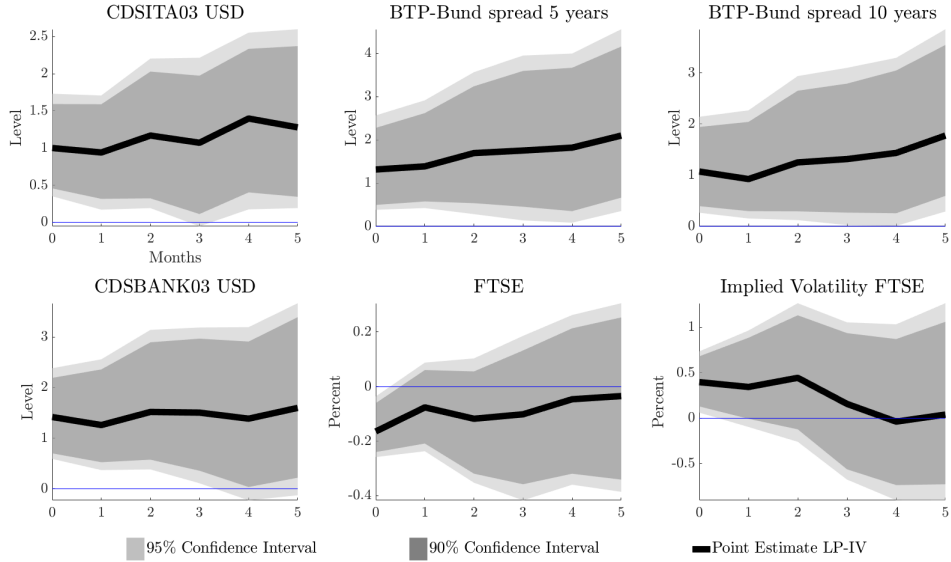 CDSITA03 USD
BTP-Bund spread 5 years
BTP-Bund spread 10 years
2.5
2
1.5
1
0.5
0
Level
0 1 2 3 4 5
Months
4
3
2
1
0
Level
0 1 2 3 4 5
3
2
1
0
Level
0 1 2 3 4 5
CDSBANK03 USD
FTSE
Implied Volatility FTSE
3
2
1
0
Level
0 1 2 3 4 5
0.2
0
-0.2
-0.4
Percent
0 1 2 3 4 5
1
0.5
0
-0.5
Percent
0 1 2 3 4 5
95% Confidence Interval
90% Confidence Interval
Point Estimate LP-IV